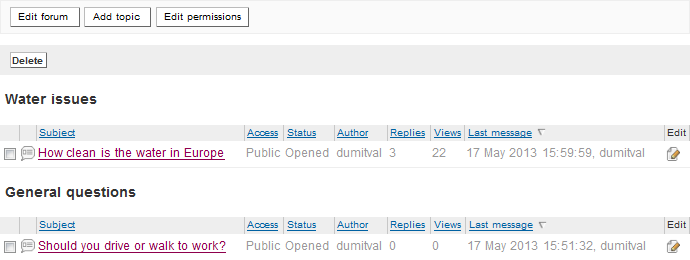 Edit forum Add topic Edit permissions
Delete
Water issues
Subject Access Status Author Replies Views Last message Edit
How clean is the water in Europe Public Opened dumitval 3 22 17 May 2013 15:59:59, dumitval
General questions
Subject Access Status Author Replies Views Last message Edit
Should you drive or walk to work? Public Opened dumitval 0 0 17 May 2013 15:51:32, dumitval